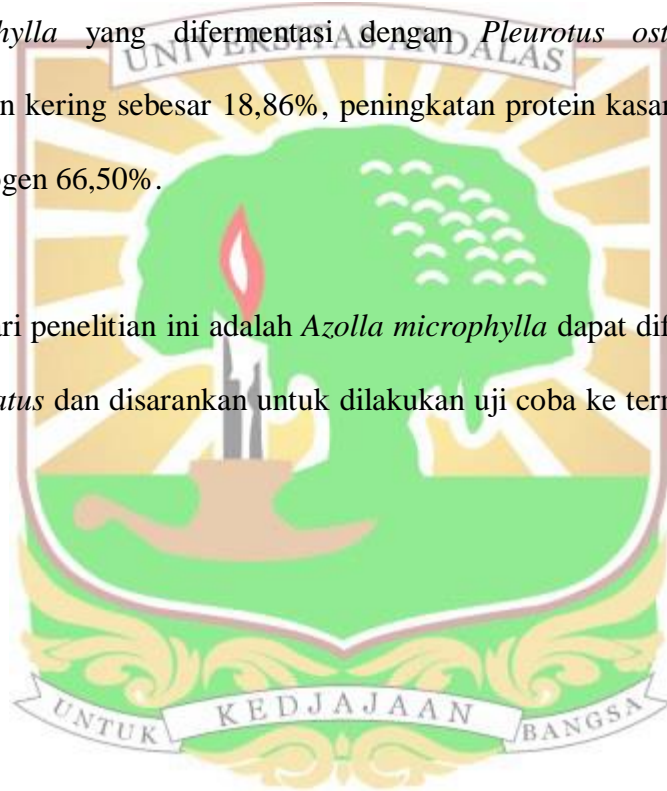 hylla yang difermentasi dengan Pleurotus ost
UNIVERSITAS ANDALAS
n kering sebesar 18,86%, peningkatan protein kasar
ogen 66,50%.
ri penelitian ini adalah Azolla microphylla dapat dif
atus dan disarankan untuk dilakukan uji coba ke tern
UNTUK KEDJAJAAN BANGSA